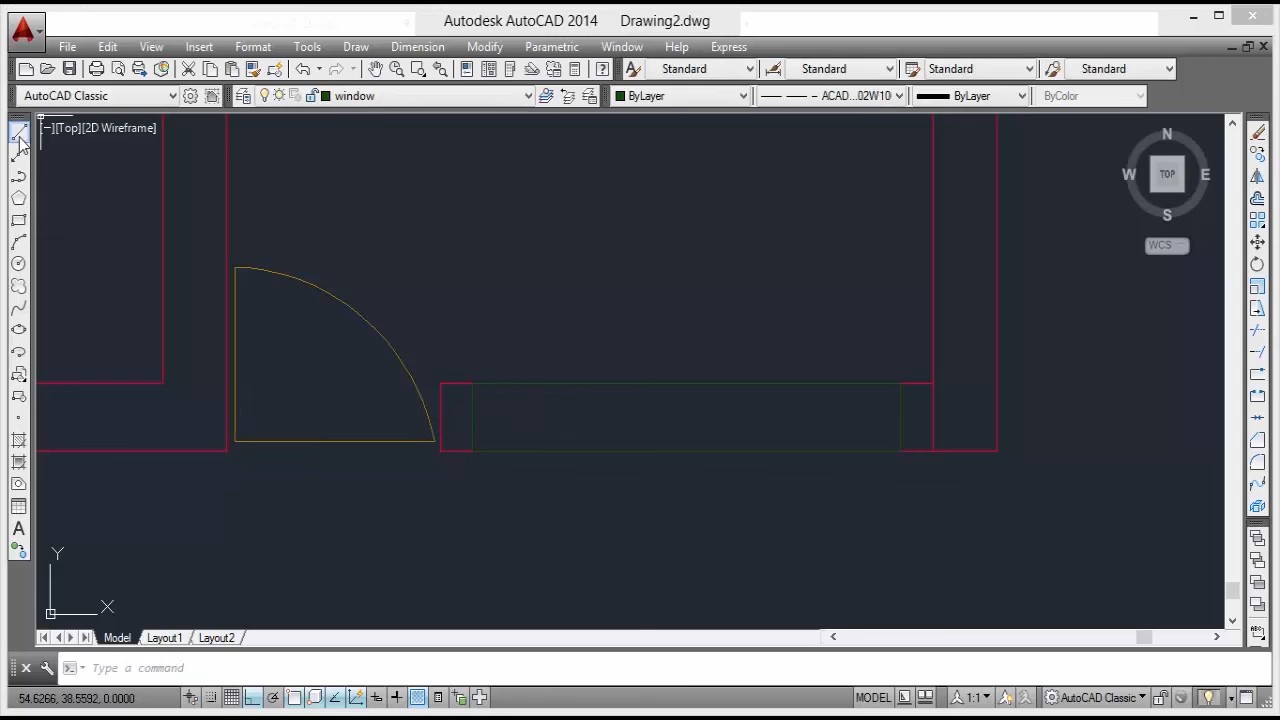 Autodesk AutoCAD 2014 Drawing2.dwg
File Edit View Insert Format Tools Draw Dimension Modify Parametric Window Help Express
Standard Standard Standard Standard
AutoCAD Classic window ByLayer ACAD...02W10 ByLayer ByColor
[−][Top][2D Wireframe]
N
W TOP E
S
WCS
Y
X
Model Layout1 Layout2
Type a command
54.6266, 38.5592, 0.0000 MODEL 1:1 AutoCAD Classic